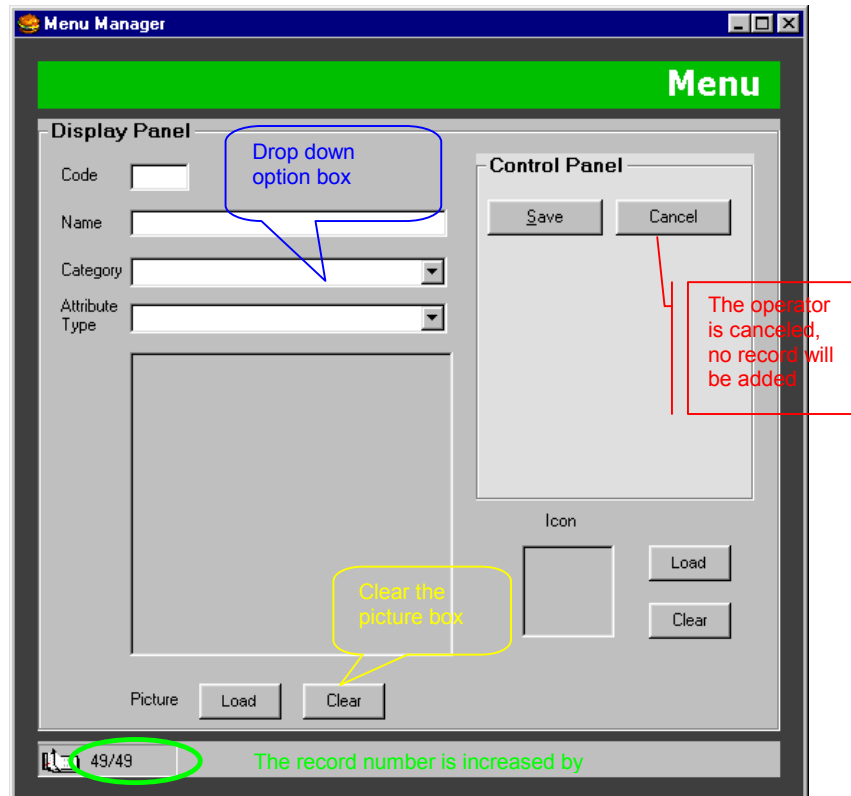 Menu Manager
Menu
Display Panel
Drop down
option box
Code
Name
Category
Attribute
Type
Control Panel
Save
Cancel
The operator
is canceled,
no record will
be added
Icon
Load
Clear
Clear the
picture box
Picture
Load
Clear
49/49
The record number is increased by